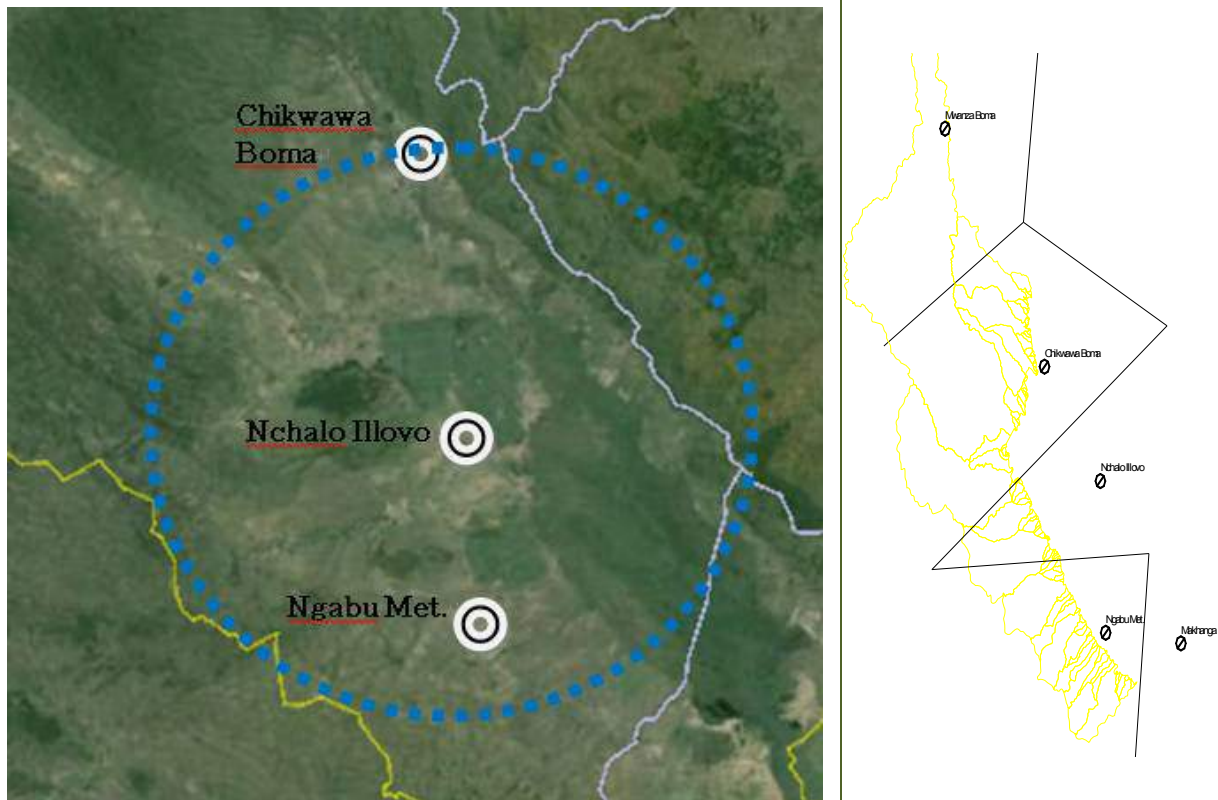 Chikwawa
Boma
Nchalo Illovo
Ngabu Met.
Mwanza Boma
Chikwawa Boma
Nchalo Illovo
Ngabu Met.
Makhanga